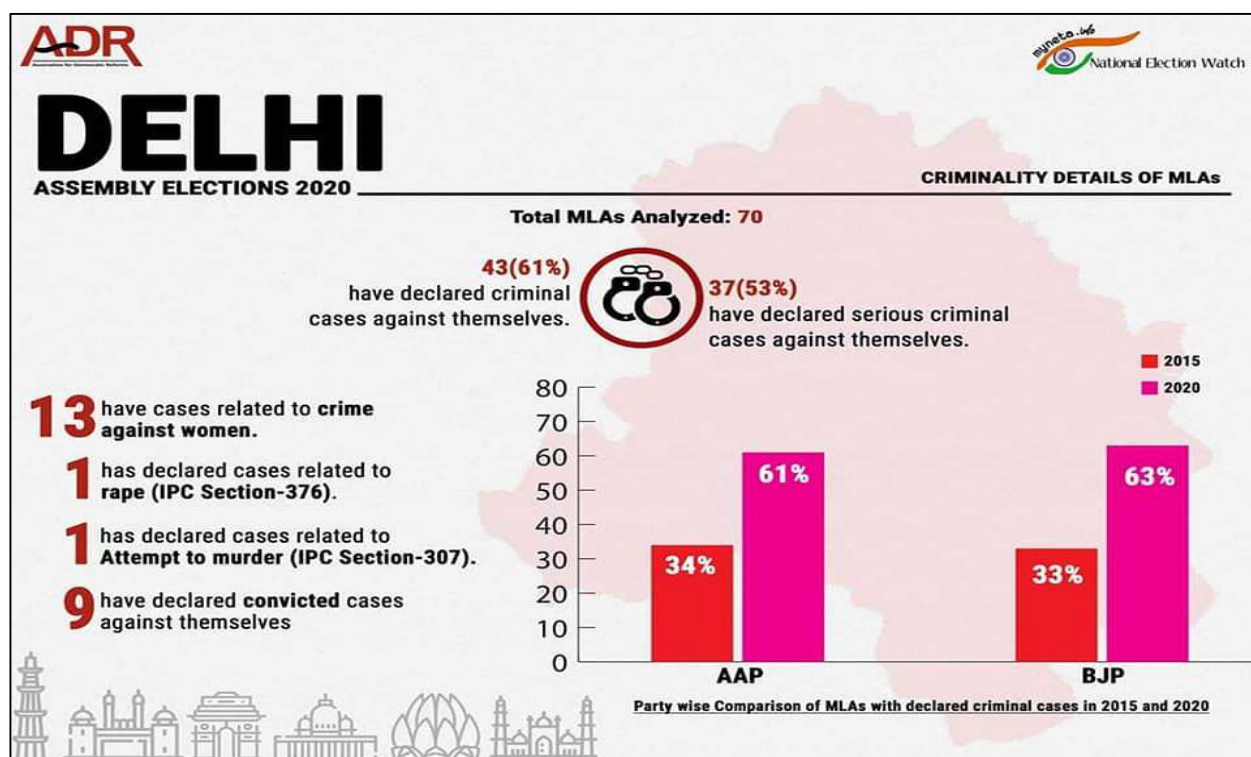 ADR
Association for Democratic Reforms
myneta.info
National Election Watch
DELHI
ASSEMBLY ELECTIONS 2020
CRIMINALITY DETAILS OF MLAs
Total MLAs Analyzed: 70
43(61%)
have declared criminal
cases against themselves.
37(53%)
have declared serious criminal
cases against themselves.
13 have cases related to crime
against women.
1 has declared cases related to
rape (IPC Section-376).
1 has declared cases related to
Attempt to murder (IPC Section-307).
9 have declared convicted cases
against themselves
2015
2020
80
70
60
50
40
30
20
10
0
34%
61%
33%
63%
AAP
BJP
Party wise Comparison of MLAs with declared criminal cases in 2015 and 2020